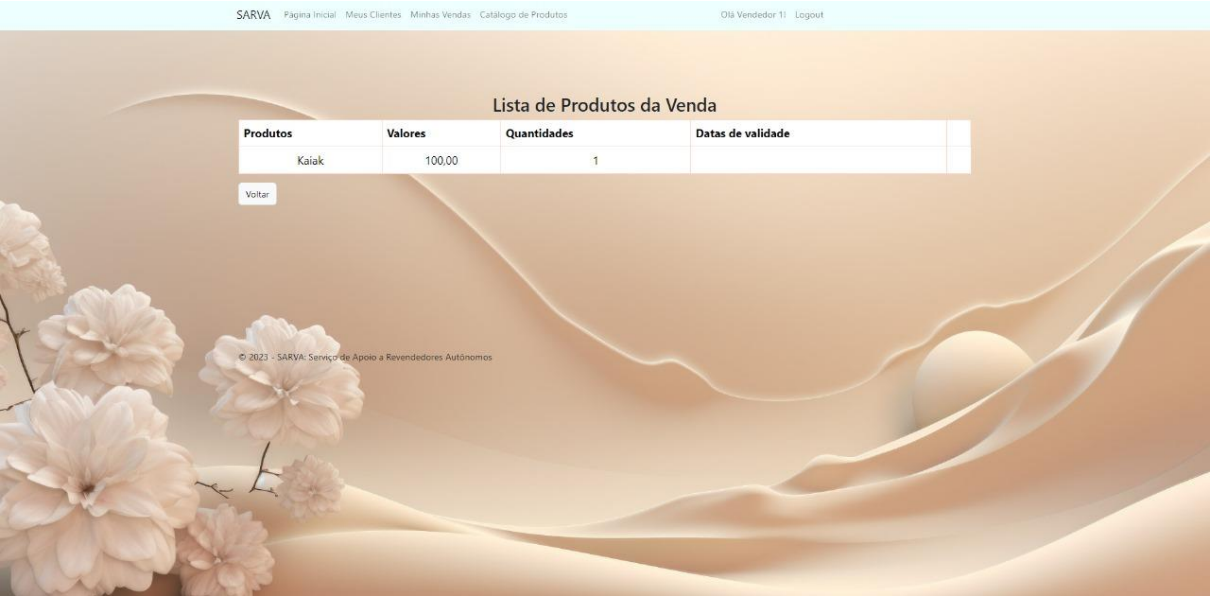 SARVA Página Inicial Meus Clientes Minhas Vendas Catálogo de Produtos Olá Vendedor 1! Logout
Lista de Produtos da Venda
Produtos Valores Quantidades Datas de validade
Kaiak 100,00 1
Voltar
© 2023 - SARVA: Serviço de Apoio a Revendedores Autônomos